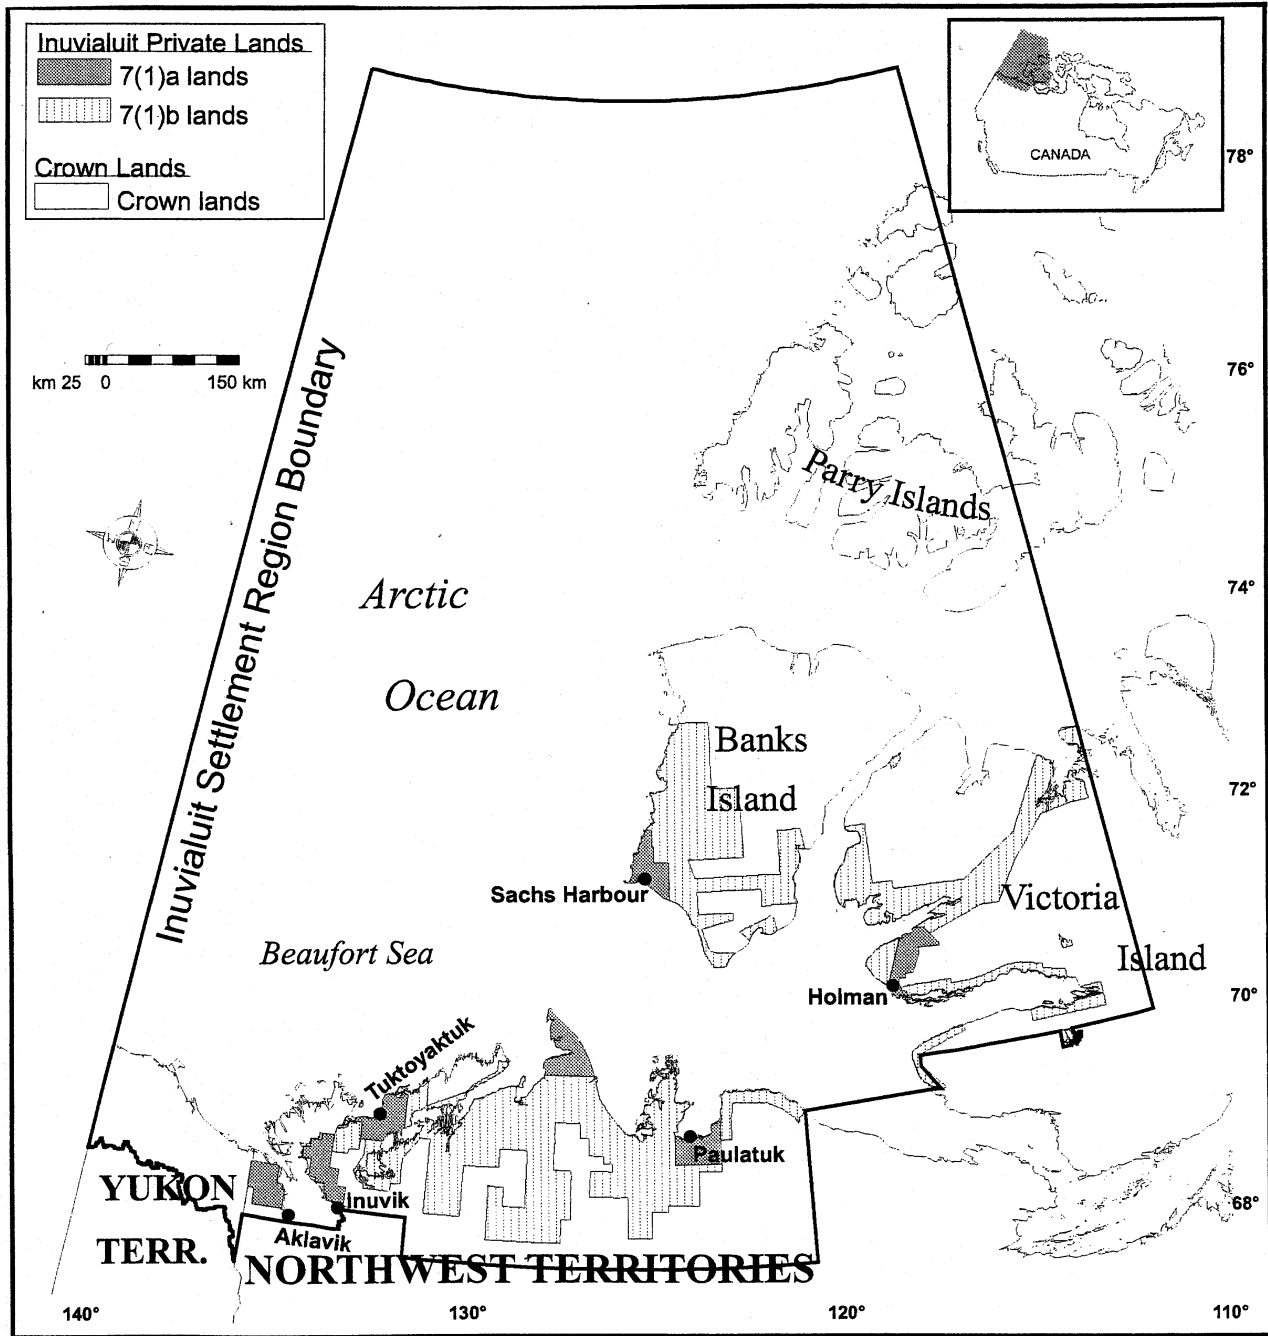 Inuvialuit Private Lands
7(1)a lands
7(1)b lands
Crown Lands
Crown lands
CANADA
78°
76°
74°
72°
70°
68°
km 25 0 150 km
Inuvialuit Settlement Region Boundary
Parry Islands
Arctic
Ocean
Banks
Island
Sachs Harbour
Victoria
Island
Beaufort Sea
Holman
Tuktoyaktuk
Paulatuk
Inuvik
Aklavik
YUKON
TERR.
NORTHWEST TERRITORIES
140° 130° 120° 110°